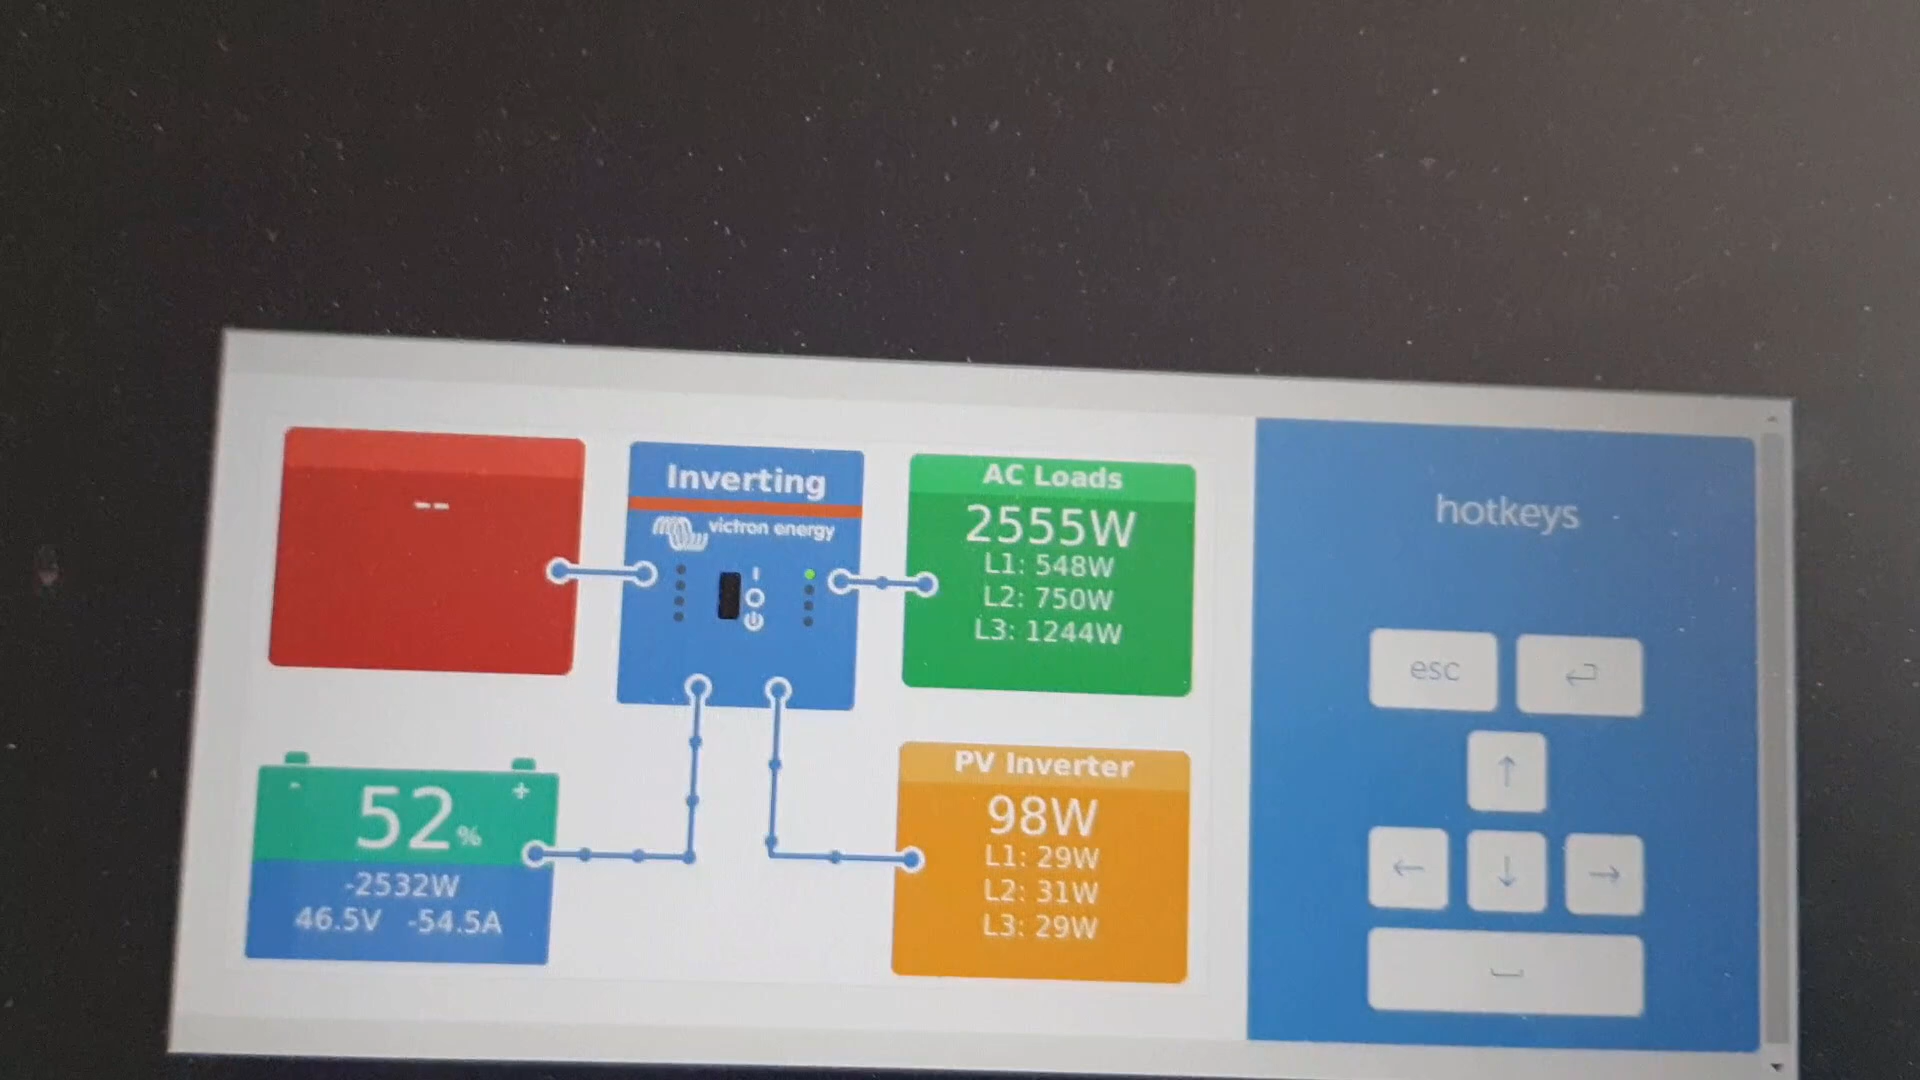 --
Inverting
victron energy
I
AC Loads
2555W
L1: 548W
L2: 750W
L3: 1244W
- 52% +
-2532W
46.5V -54.5A
PV Inverter
98W
L1: 29W
L2: 31W
L3: 29W
hotkeys
esc